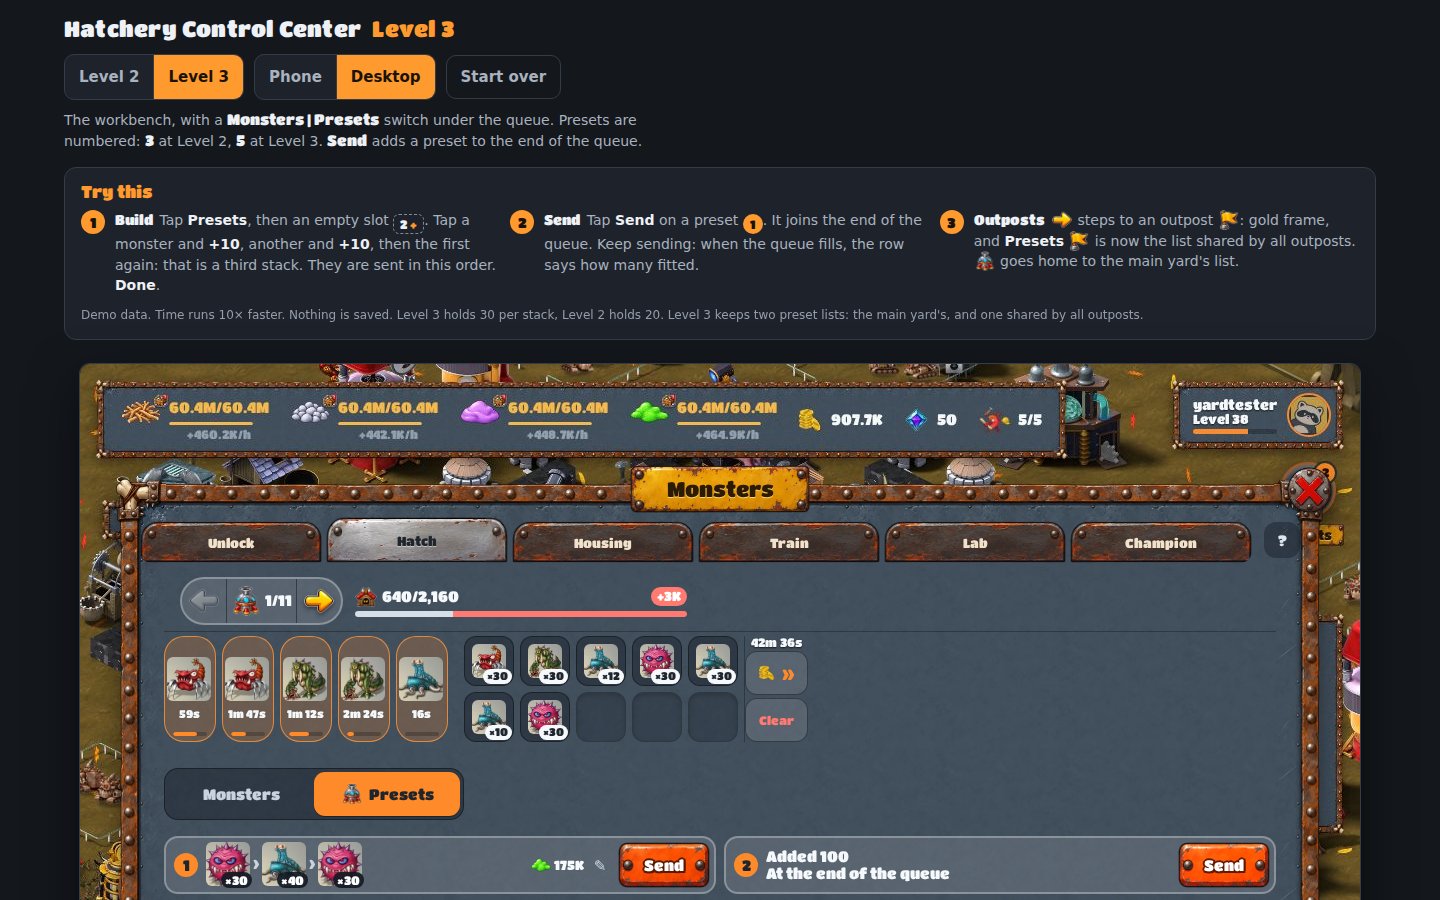 Hatchery Control Center Level 3
Level 2 Level 3 Phone Desktop Start over
The workbench, with a Monsters|Presets switch under the queue. Presets are
numbered: 3 at Level 2, 5 at Level 3. Send adds a preset to the end of the queue.
Try this
1 Build Tap Presets, then an empty slot 2 +. Tap a
monster and +10, another and +10, then the first
again: that is a third stack. They are sent in this order.
Done.
2 Send Tap Send on a preset 1. It joins the end of the
queue. Keep sending: when the queue fills, the row
says how many fitted.
3 Outposts steps to an outpost : gold frame,
and Presets is now the list shared by all outposts.
goes home to the main yard's list.
Demo data. Time runs 10× faster. Nothing is saved. Level 3 holds 30 per stack, Level 2 holds 20. Level 3 keeps two preset lists: the main yard's, and one shared by all outposts.
60.4M/60.4M 60.4M/60.4M 60.4M/60.4M 60.4M/60.4M 907.7K 50 5/5
+460.2K/h +442.1K/h +448.7K/h +464.9K/h
yardtester
Level 36
Monsters
Unlock Hatch Housing Train Lab Champion ?
1/11 640/2,160 +3K
59s 1m 47s 1m 12s 2m 24s 16s
×30 ×30 ×12 ×30 ×30
×10 ×30
42m 36s
Clear
Monsters Presets
1 ×30 ×40 ×30 175K Send
2 Added 100
At the end of the queue
Send